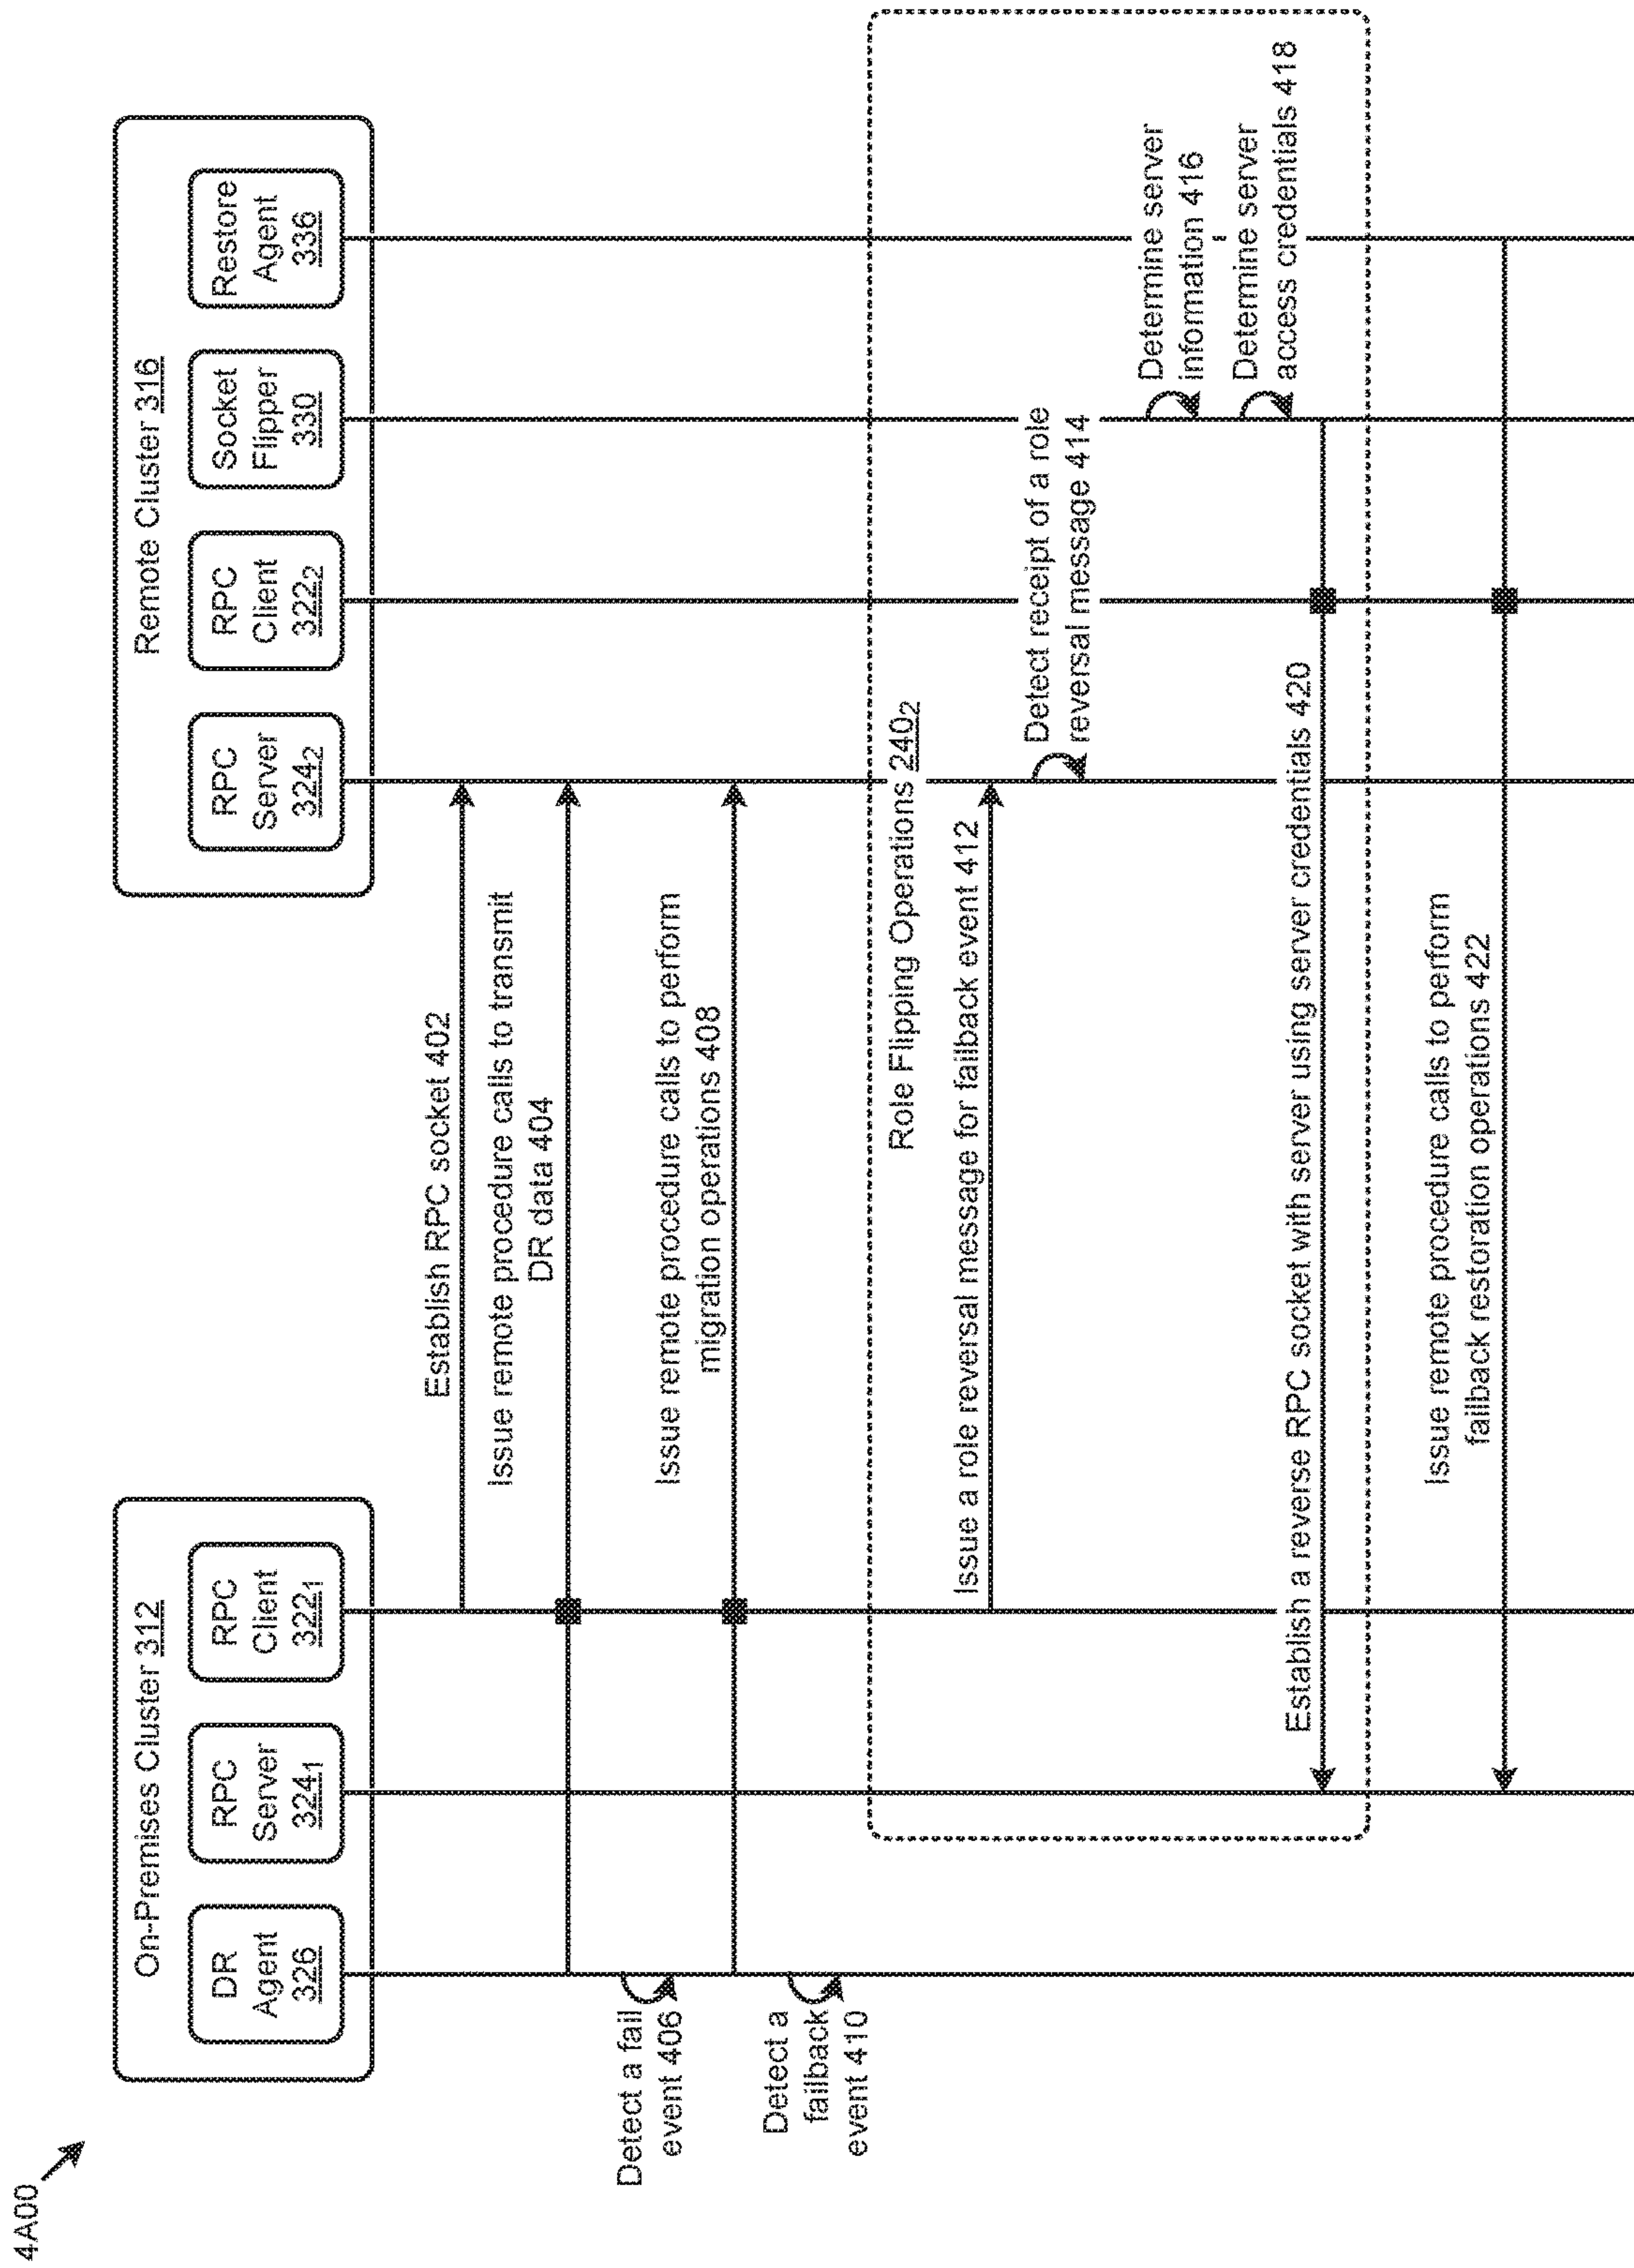 4A00
On-Premises Cluster 312
DR
Agent
326
RPC
Server
324₁
RPC
Client
322₁
Remote Cluster 316
RPC
Server
324₂
RPC
Client
322₂
Socket
Flipper
330
Restore
Agent
336
Establish RPC socket 402
Issue remote procedure calls to transmit
DR data 404
Detect a fail
event 406
Issue remote procedure calls to perform
migration operations 408
Detect a
failback
event 410
Role Flipping Operations 240₂
Issue a role reversal message for failback event 412
Detect receipt of a role
reversal message 414
Determine server
information 416
Determine server
access credentials 418
Establish a reverse RPC socket with server using server credentials 420
Issue remote procedure calls to perform
failback restoration operations 422